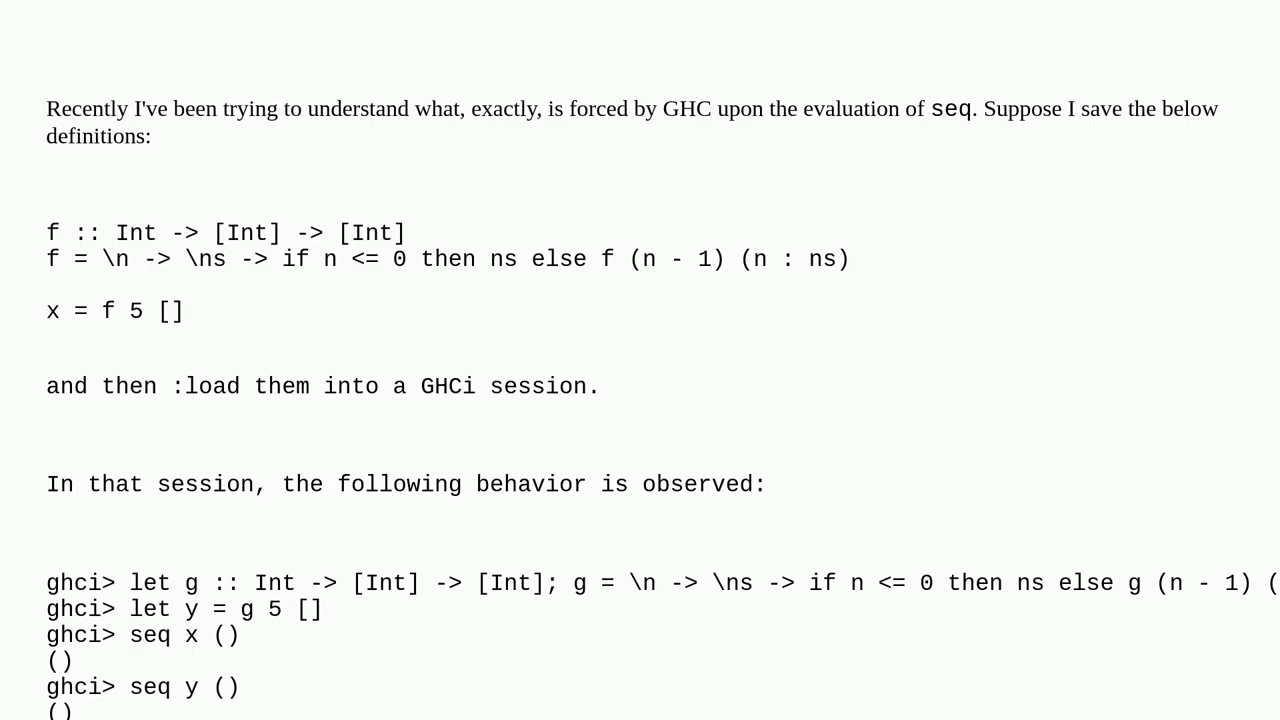 Recently I've been trying to understand what, exactly, is forced by GHC upon the evaluation of seq. Suppose I save the below
definitions:
f :: Int -> [Int] -> [Int]
f = \n -> \ns -> if n <= 0 then ns else f (n - 1) (n : ns)
x = f 5 []
and then :load them into a GHCi session.
In that session, the following behavior is observed:
ghci> let g :: Int -> [Int] -> [Int]; g = \n -> \ns -> if n <= 0 then ns else g (n - 1) (
ghci> let y = g 5 []
ghci> seq x ()
()
ghci> seq y ()
()